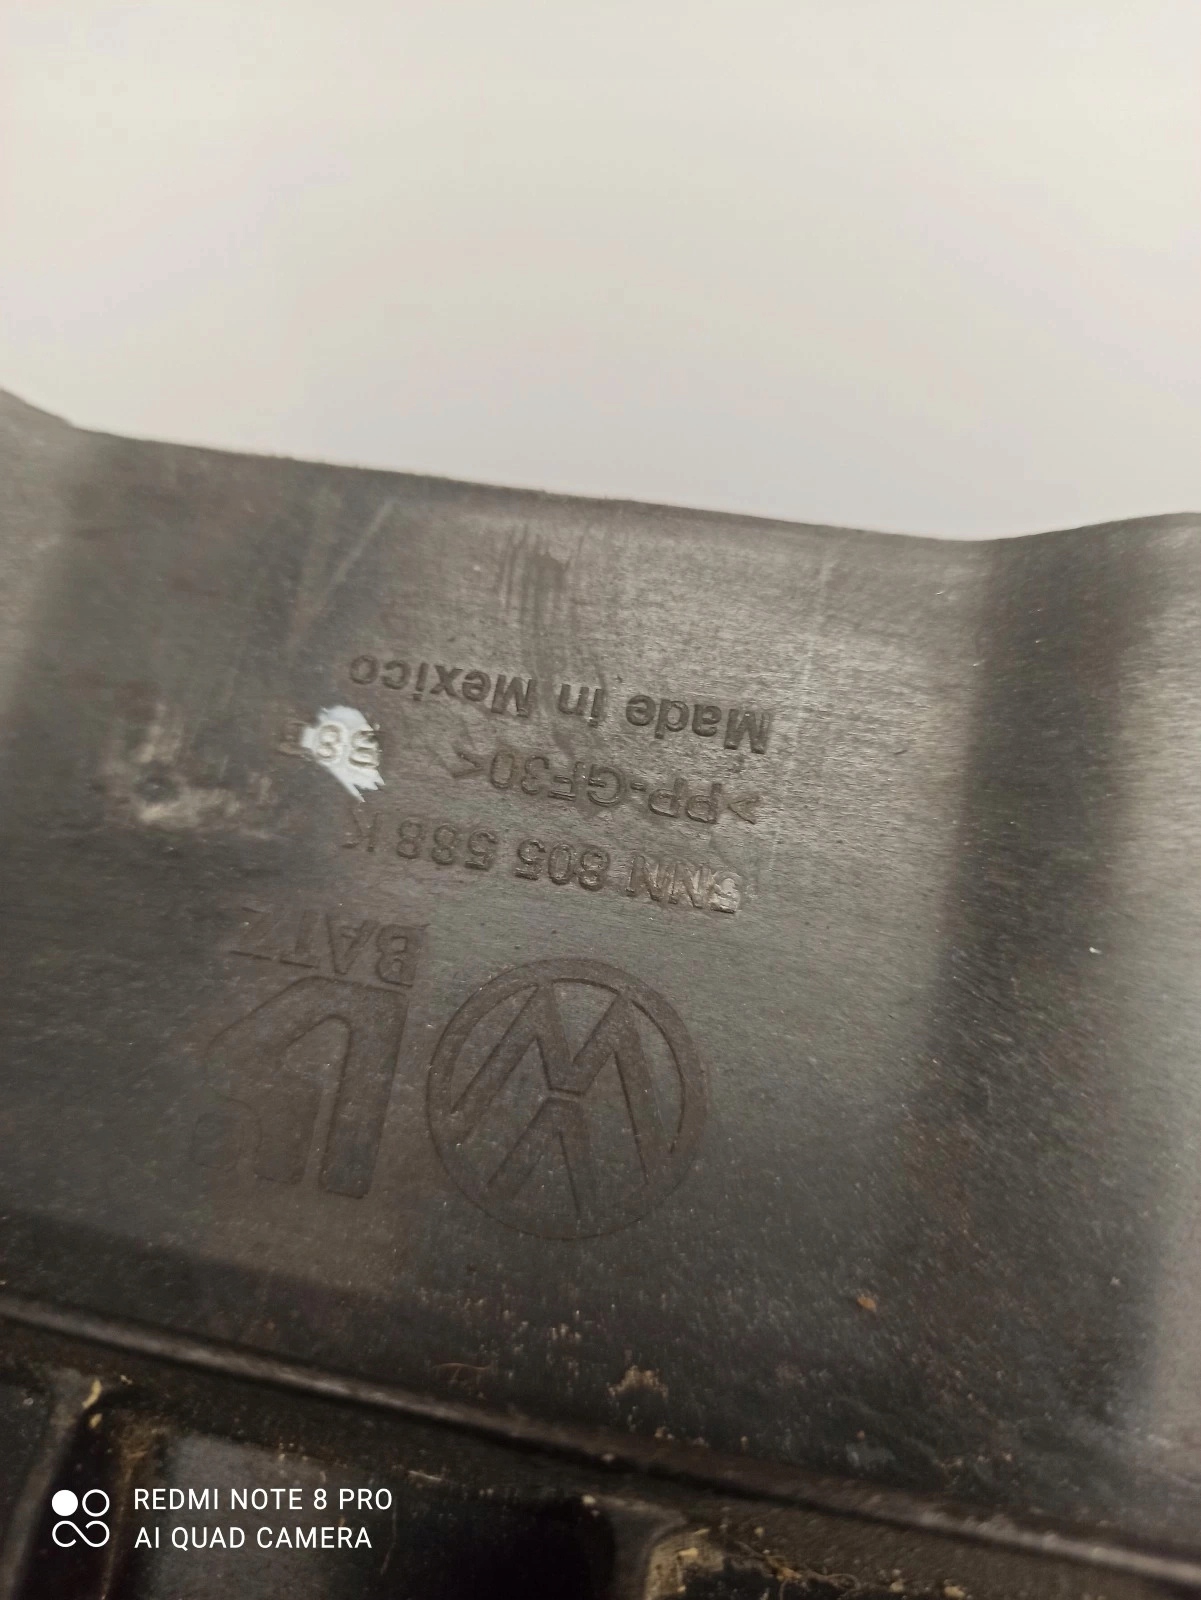 BATZ
5NN 805 588 K
>PP-GF30<
Made in Mexico
REDMI NOTE 8 PRO
AI QUAD CAMERA